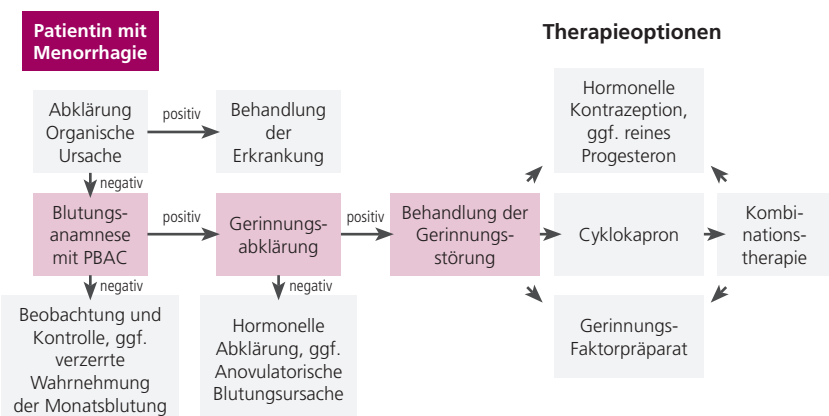 Patientin mit
Menorrhagie
Therapieoptionen
Abklärung
Organische
Ursache
positiv
Behandlung
der
Erkrankung
Hormonelle
Kontrazeption,
ggf. reines
Progesteron
negativ
Blutungs-
anamnese
mit PBAC
positiv
Gerinnungs-
abklärung
positiv
Behandlung der
Gerinnungs-
störung
Cyklokapron
Kombi-
nations-
therapie
negativ
Beobachtung und
Kontrolle, ggf.
verzerrte
Wahrnehmung
der Monatsblutung
negativ
Hormonelle
Abklärung, ggf.
Anovulatorische
Blutungsursache
Gerinnungs-
Faktorpräparat